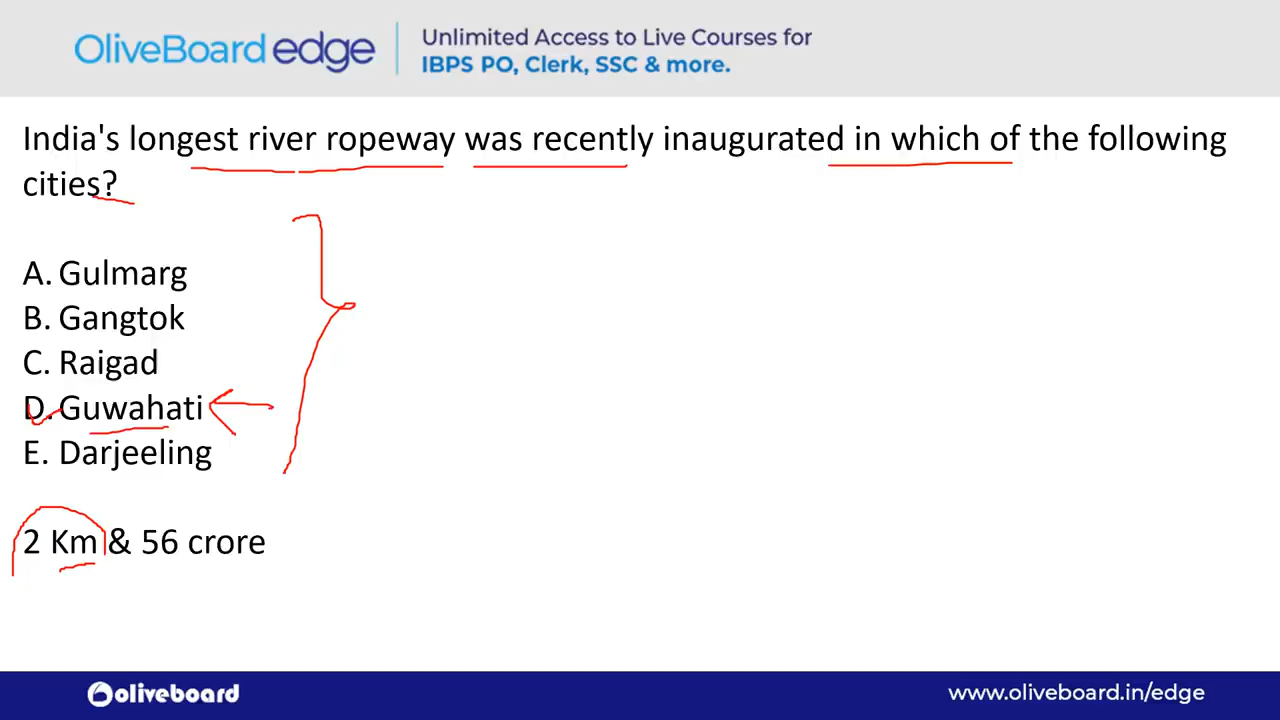 OliveBoard edge
Unlimited Access to Live Courses for
IBPS PO, Clerk, SSC & more.
India's longest river ropeway was recently inaugurated in which of the following
cities?
A. Gulmarg
B. Gangtok
C. Raigad
D. Guwahati
E. Darjeeling
2 Km & 56 crore
oliveboard
www.oliveboard.in/edge